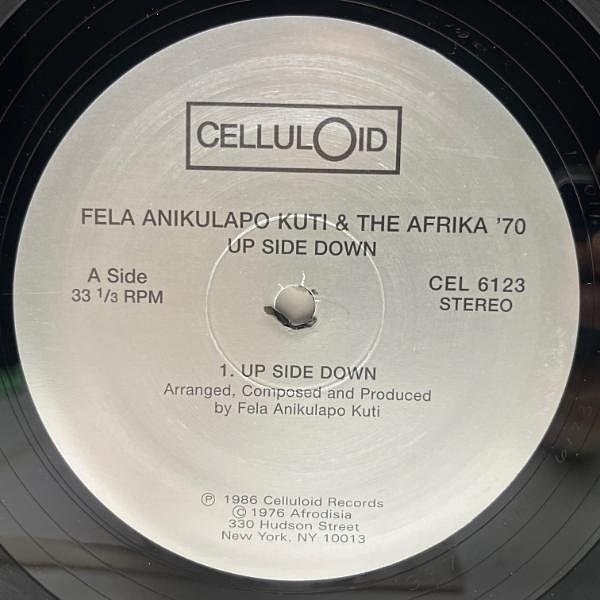 CELLULOID
FELA ANIKULAPO KUTI & THE AFRIKA '70
UP SIDE DOWN
A Side
33 1/3 RPM
CEL 6123
STEREO
1. UP SIDE DOWN
Arranged, Composed and Produced
by Fela Anikulapo Kuti
Ⓟ 1986 Celluloid Records
© 1976 Afrodisia
330 Hudson Street
New York, NY 10013